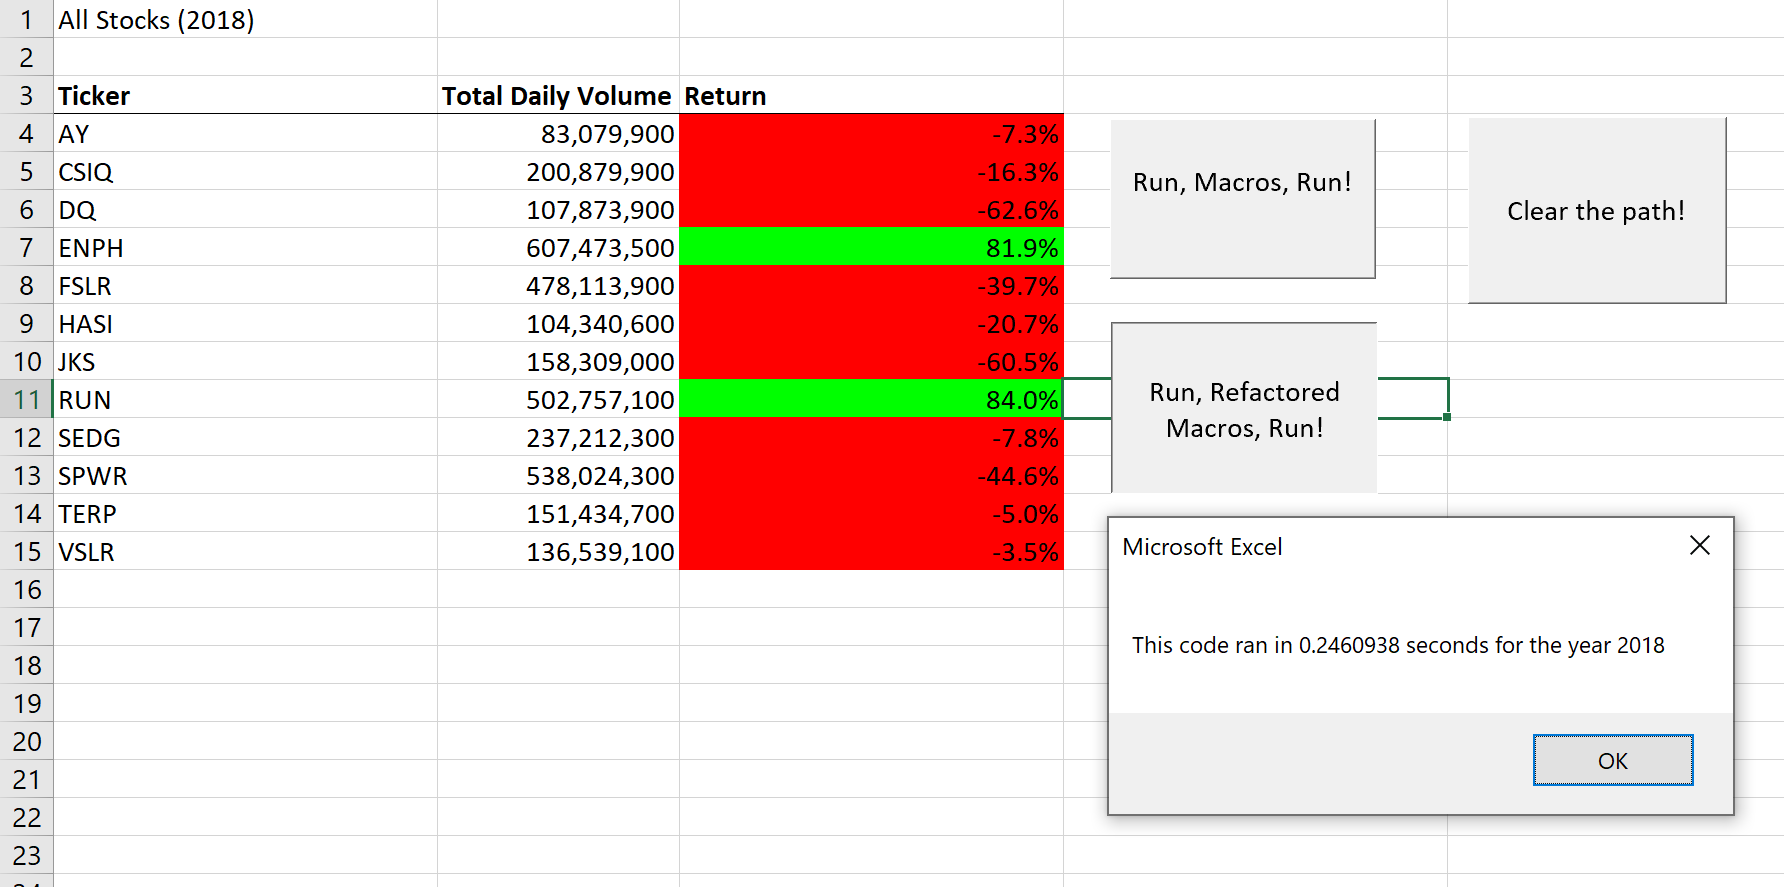 1 All Stocks (2018)
2
3 Ticker Total Daily Volume Return
4 AY 83,079,900 -7.3%
5 CSIQ 200,879,900 -16.3%
6 DQ 107,873,900 -62.6%
7 ENPH 607,473,500 81.9%
8 FSLR 478,113,900 -39.7%
9 HASI 104,340,600 -20.7%
10 JKS 158,309,000 -60.5%
11 RUN 502,757,100 84.0%
12 SEDG 237,212,300 -7.8%
13 SPWR 538,024,300 -44.6%
14 TERP 151,434,700 -5.0%
15 VSLR 136,539,100 -3.5%
16
17
18
19
20
21
22
23
Run, Macros, Run!
Clear the path!
Run, Refactored
Macros, Run!
Microsoft Excel
This code ran in 0.2460938 seconds for the year 2018
OK